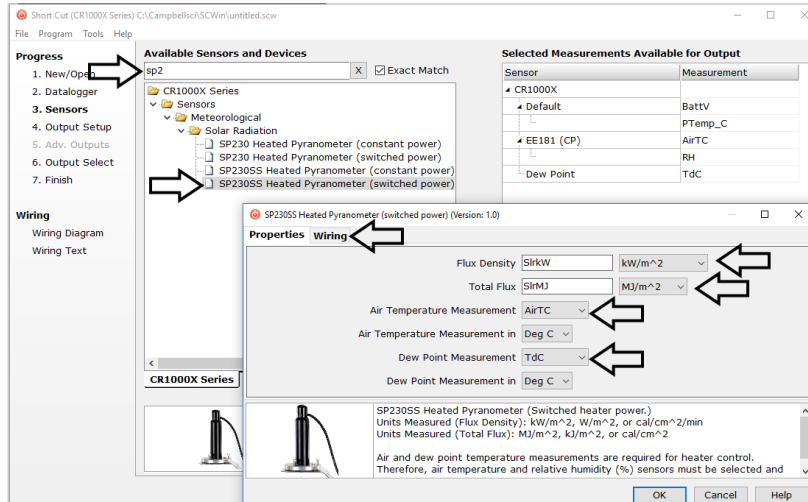 Short Cut (CR1000X Series) C:\Campbellsci\SCWin\untitled.scw
File Program Tools Help
Progress
1. New/Open
2. Datalogger
3. Sensors
4. Output Setup
5. Adv. Outputs
6. Output Select
7. Finish
Wiring
Wiring Diagram
Wiring Text
Available Sensors and Devices
sp2 X Exact Match
CR1000X Series
Sensors
Meteorological
Solar Radiation
SP230 Heated Pyranometer (constant power)
SP230 Heated Pyranometer (switched power)
SP230SS Heated Pyranometer (constant power)
SP230SS Heated Pyranometer (switched power)
CR1000X Series
Selected Measurements Available for Output
Sensor Measurement
CR1000X
Default BattV
PTemp_C
EE181 (CP) AirTC
RH
Dew Point TdC
SP230SS Heated Pyranometer (switched power) (Version: 1.0)
Properties Wiring
Flux Density SlrkW kW/m^2
Total Flux SlrMJ MJ/m^2
Air Temperature Measurement AirTC
Air Temperature Measurement in Deg C
Dew Point Measurement TdC
Dew Point Measurement in Deg C
SP230SS Heated Pyranometer (Switched heater power.)
Units Measured (Flux Density): kW/m^2, W/m^2, or cal/cm^2/min
Units Measured (Total Flux): MJ/m^2, kJ/m^2, or cal/cm^2
Air and dew point temperature measurements are required for heater control.
Therefore, air temperature and relative humidity (%) sensors must be selected and
OK Cancel Help